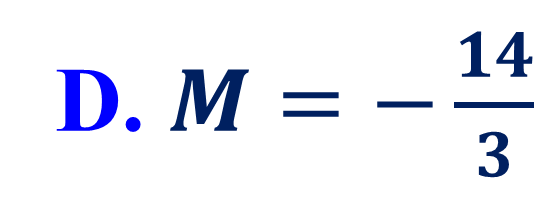 D. M = −14/3